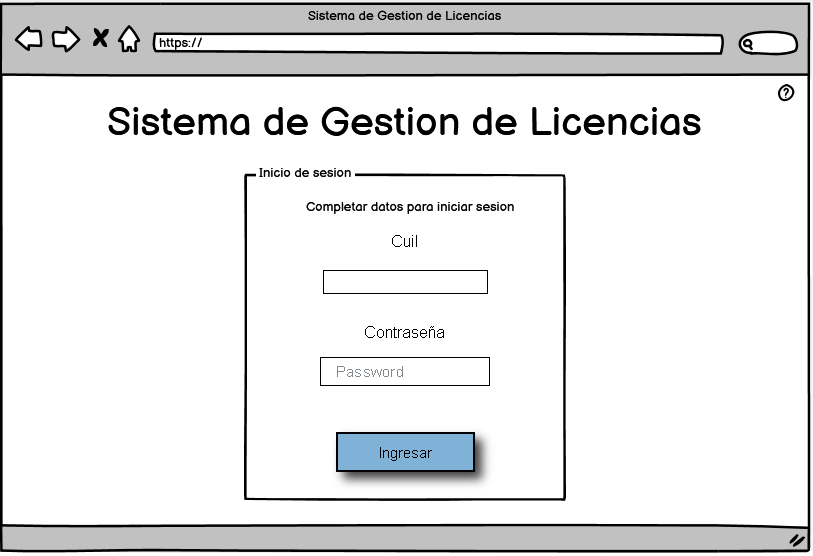 Sistema de Gestion de Licencias
https://
?
Sistema de Gestion de Licencias
Inicio de sesion
Completar datos para iniciar sesion
Cuil
Contraseña
Password
Ingresar